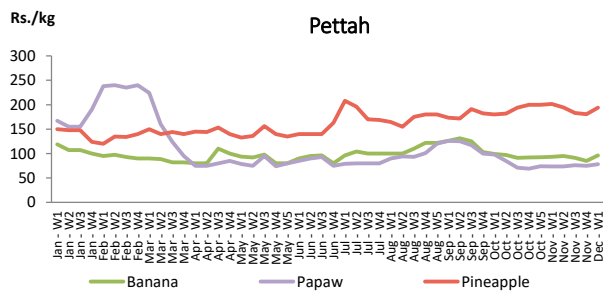 Rs./kg
Pettah
300
250
200
150
100
50
0
Jan - W1
Jan - W2
Jan - W3
Jan - W4
Feb - W1
Feb - W2
Feb - W3
Feb - W4
Mar - W1
Mar - W2
Mar - W3
Mar - W4
Apr - W1
Apr - W2
Apr - W3
Apr - W4
May - W1
May - W2
May - W3
May - W4
May - W5
Jun - W1
Jun - W2
Jun - W3
Jun - W4
Jul - W1
Jul - W2
Jul - W3
Jul - W4
Aug - W1
Aug - W2
Aug - W3
Aug - W4
Aug - W5
Sep - W1
Sep - W2
Sep - W3
Sep - W4
Oct - W1
Oct - W2
Oct - W3
Oct - W4
Oct - W5
Nov - W1
Nov - W2
Nov - W3
Nov - W4
Dec - W1
Banana
Papaw
Pineapple